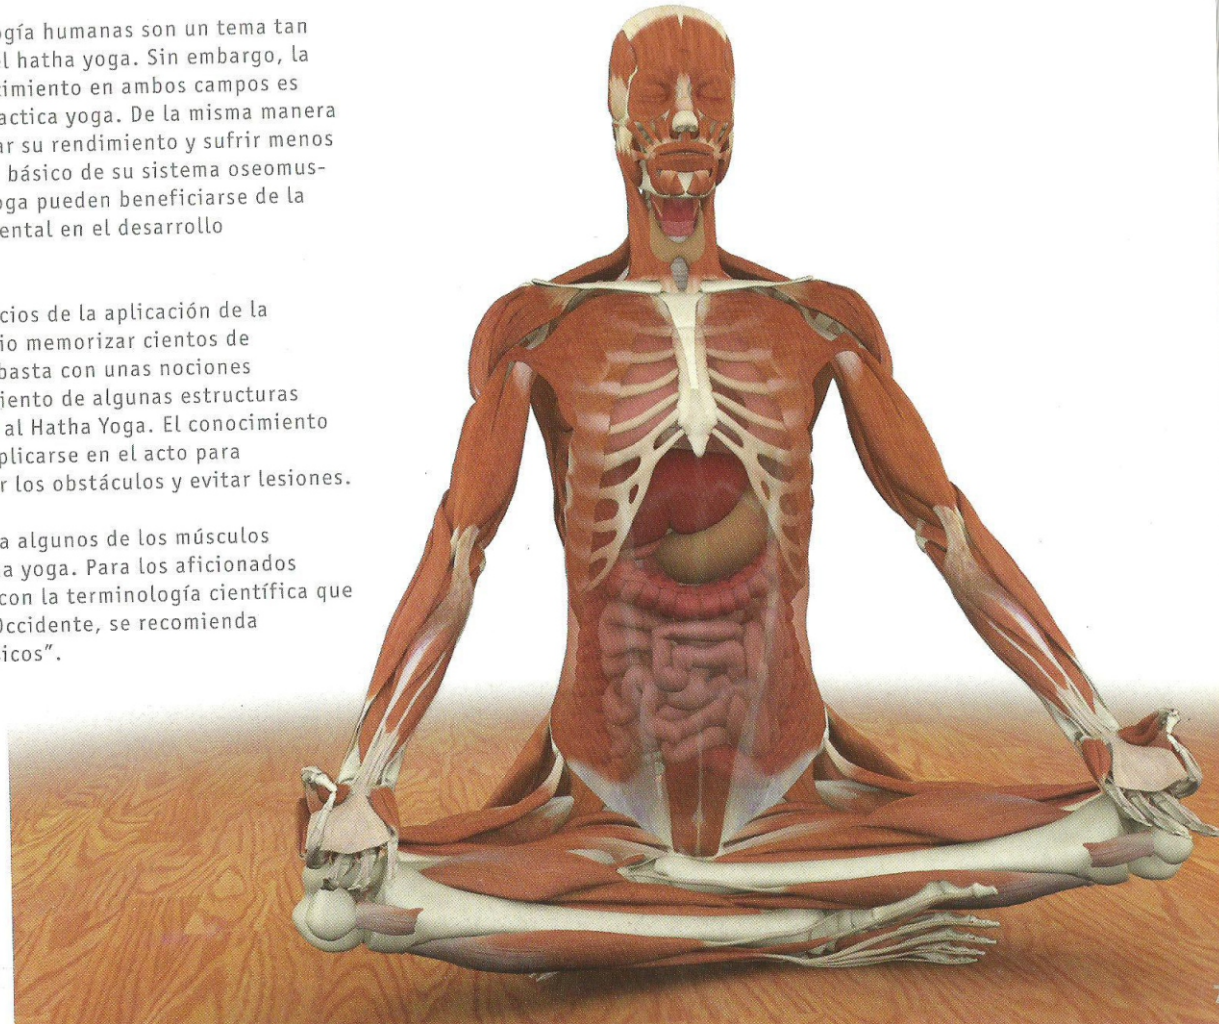 ogía humanas son un tema tan
el hatha yoga. Sin embargo, la
cimiento en ambos campos es
actica yoga. De la misma manera
ar su rendimiento y sufrir menos
básico de su sistema oseomus-
oga pueden beneficiarse de la
ental en el desarrollo
cios de la aplicación de la
io memorizar cientos de
basta con unas nociones
iento de algunas estructuras
al Hatha Yoga. El conocimiento
plicarse en el acto para
r los obstáculos y evitar lesiones.
a algunos de los músculos
a yoga. Para los aficionados
con la terminología científica que
Occidente, se recomienda
sicos”.